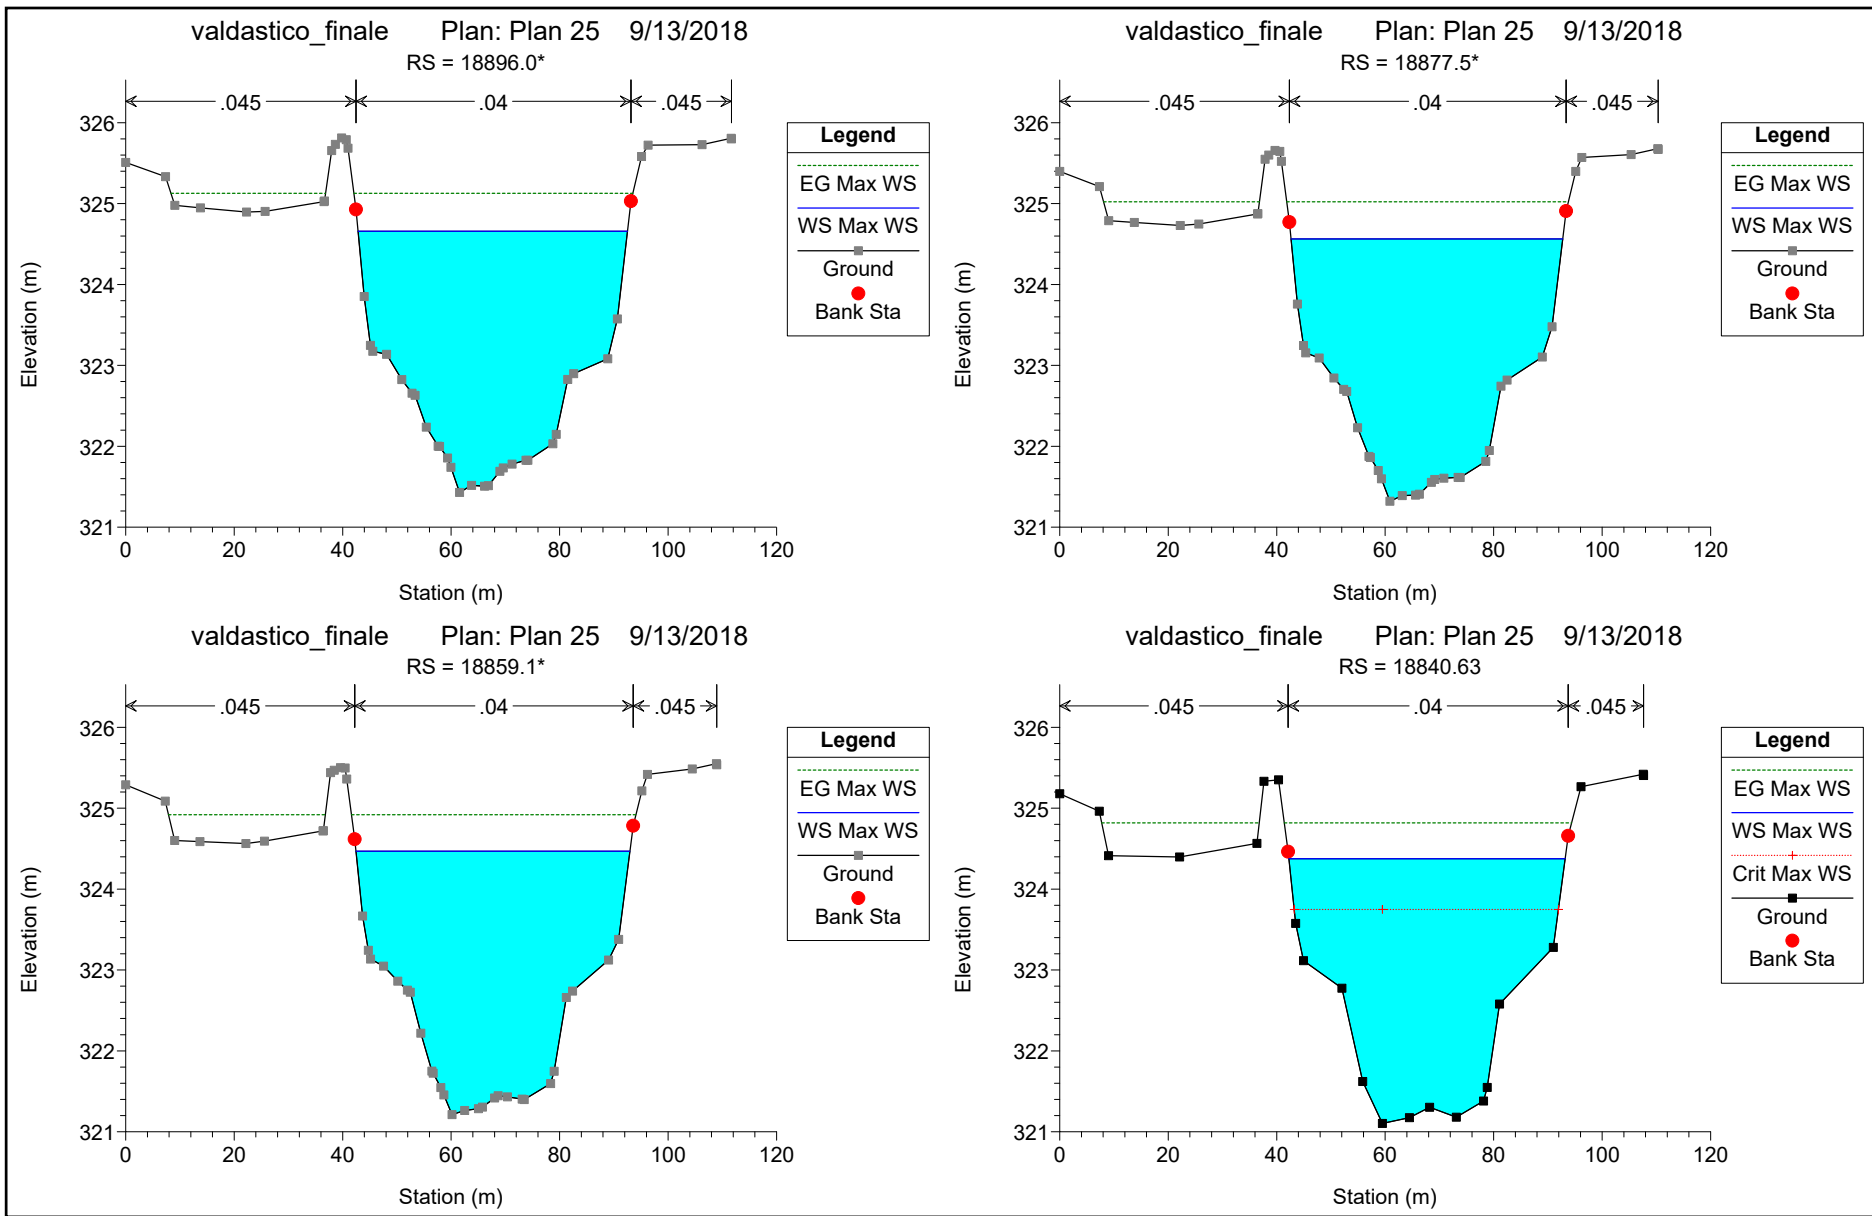 valdastico_finale Plan: Plan 25 9/13/2018
RS = 18896.0*
.045 .04 .045
326
325
324
323
322
321
0 20 40 60 80 100 120
Elevation (m)
Station (m)
Legend
EG Max WS
WS Max WS
Ground
Bank Sta
valdastico_finale Plan: Plan 25 9/13/2018
RS = 18877.5*
.045 .04 .045
326
325
324
323
322
321
0 20 40 60 80 100 120
Elevation (m)
Station (m)
Legend
EG Max WS
WS Max WS
Ground
Bank Sta
valdastico_finale Plan: Plan 25 9/13/2018
RS = 18859.1*
.045 .04 .045
326
325
324
323
322
321
0 20 40 60 80 100 120
Elevation (m)
Station (m)
Legend
EG Max WS
WS Max WS
Ground
Bank Sta
valdastico_finale Plan: Plan 25 9/13/2018
RS = 18840.63
.045 .04 .045
326
325
324
323
322
321
0 20 40 60 80 100 120
Elevation (m)
Station (m)
Legend
EG Max WS
WS Max WS
Crit Max WS
Ground
Bank Sta